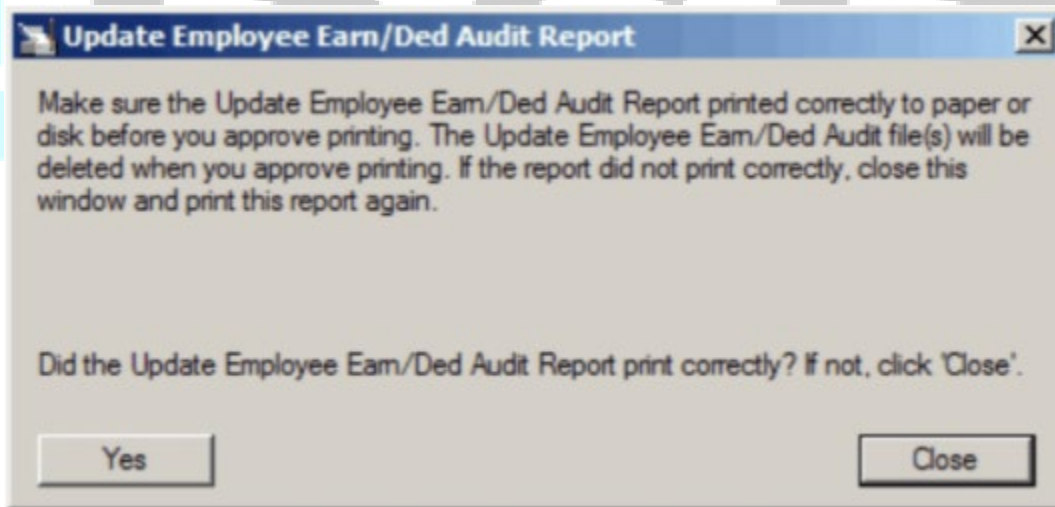 Update Employee Earn/Ded Audit Report
Make sure the Update Employee Earn/Ded Audit Report printed correctly to paper or
disk before you approve printing. The Update Employee Earn/Ded Audit file(s) will be
deleted when you approve printing. If the report did not print correctly, close this
window and print this report again.
Did the Update Employee Earn/Ded Audit Report print correctly? If not, click 'Close'.
Yes
Close